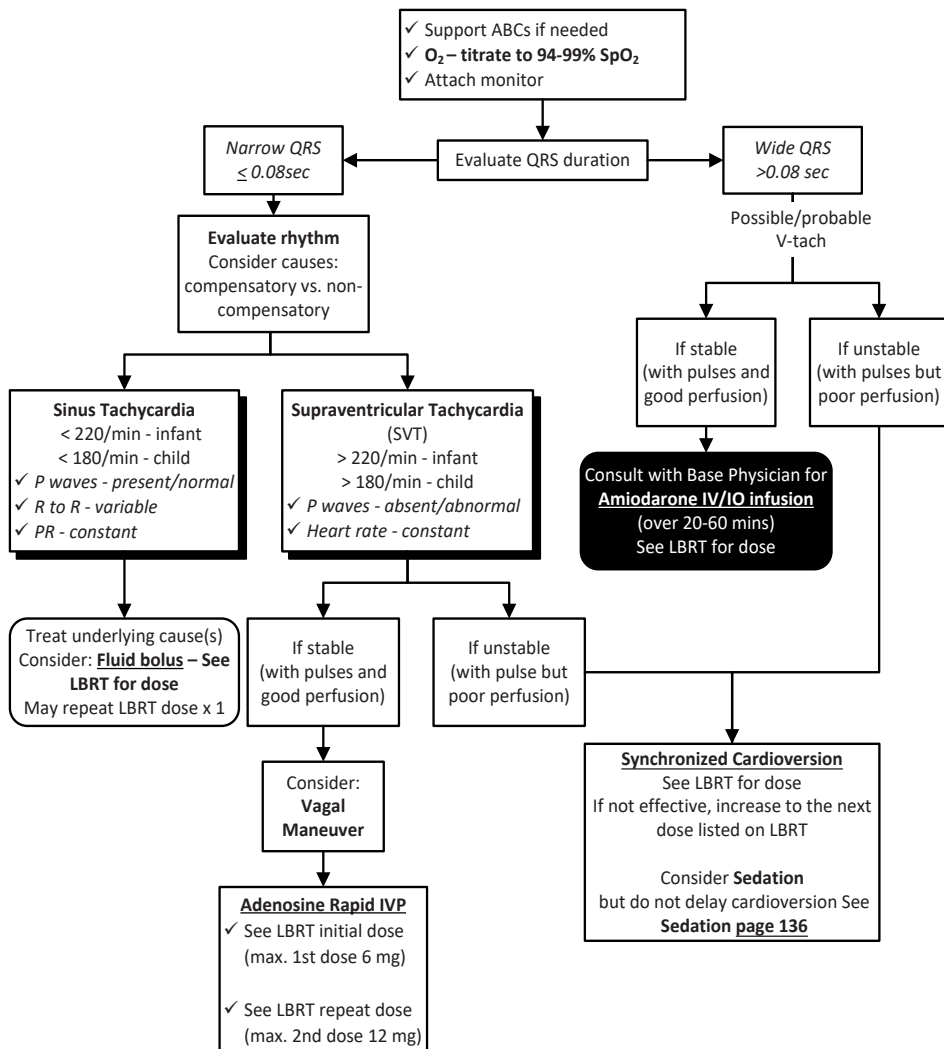 ✓ Support ABCs if needed
✓ O₂ – titrate to 94-99% SpO₂
✓ Attach monitor
Evaluate QRS duration
Narrow QRS
≤ 0.08sec
Wide QRS
>0.08 sec
Evaluate rhythm
Consider causes:
compensatory vs. non-
compensatory
Possible/probable
V-tach
If stable
(with pulses and
good perfusion)
If unstable
(with pulses but
poor perfusion)
Sinus Tachycardia
< 220/min - infant
< 180/min - child
✓ P waves - present/normal
✓ R to R - variable
✓ PR - constant
Supraventricular Tachycardia
(SVT)
> 220/min - infant
> 180/min - child
✓ P waves - absent/abnormal
✓ Heart rate - constant
Consult with Base Physician for
Amiodarone IV/IO infusion
(over 20-60 mins)
See LBRT for dose
Treat underlying cause(s)
Consider: Fluid bolus – See
LBRT for dose
May repeat LBRT dose x 1
If stable
(with pulses and
good perfusion)
If unstable
(with pulse but
poor perfusion)
Consider:
Vagal
Maneuver
Synchronized Cardioversion
See LBRT for dose
If not effective, increase to the next
dose listed on LBRT
Consider Sedation
but do not delay cardioversion See
Sedation page 136
Adenosine Rapid IVP
✓ See LBRT initial dose
(max. 1st dose 6 mg)
✓ See LBRT repeat dose
(max. 2nd dose 12 mg)